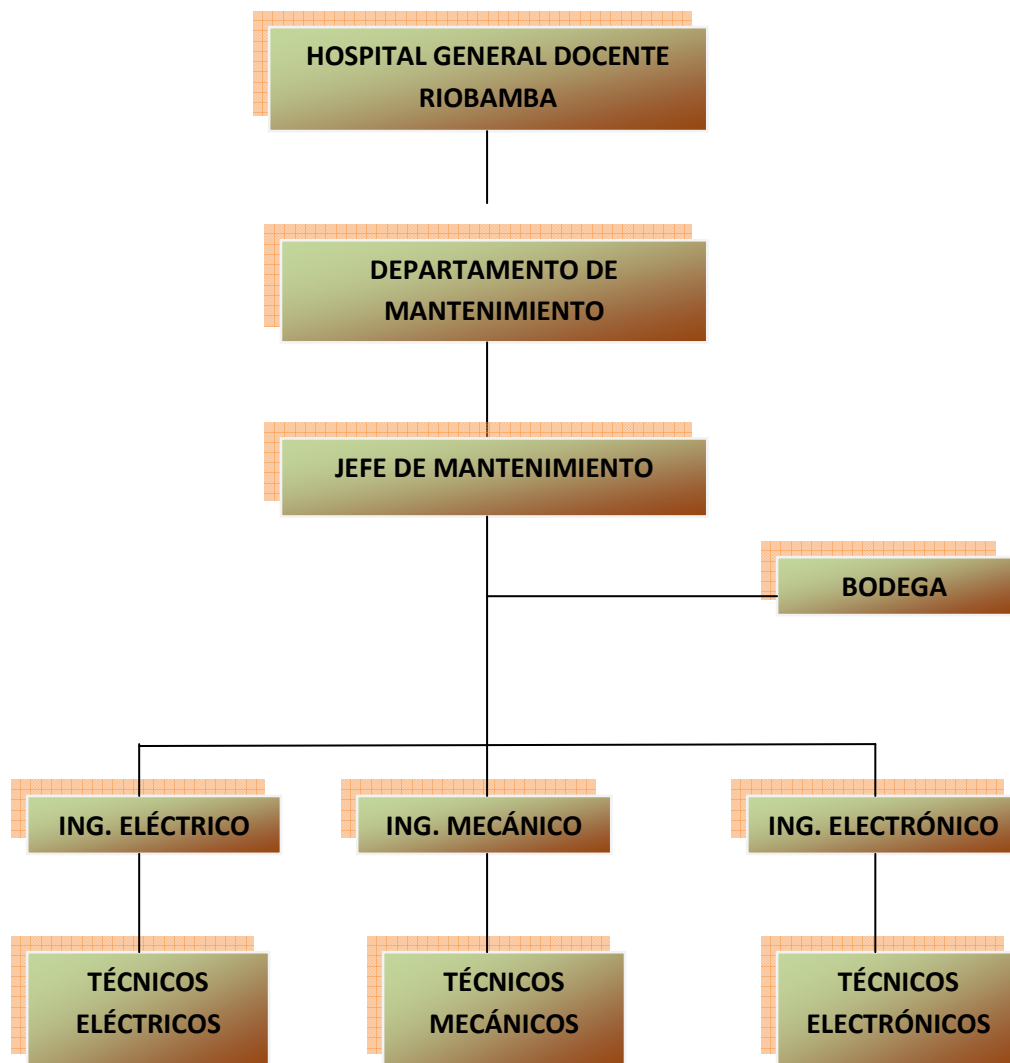 HOSPITAL GENERAL DOCENTE
RIOBAMBA
DEPARTAMENTO DE
MANTENIMIENTO
JEFE DE MANTENIMIENTO
BODEGA
ING. ELÉCTRICO
ING. MECÁNICO
ING. ELECTRÓNICO
TÉCNICOS
ELÉCTRICOS
TÉCNICOS
MECÁNICOS
TÉCNICOS
ELECTRÓNICOS